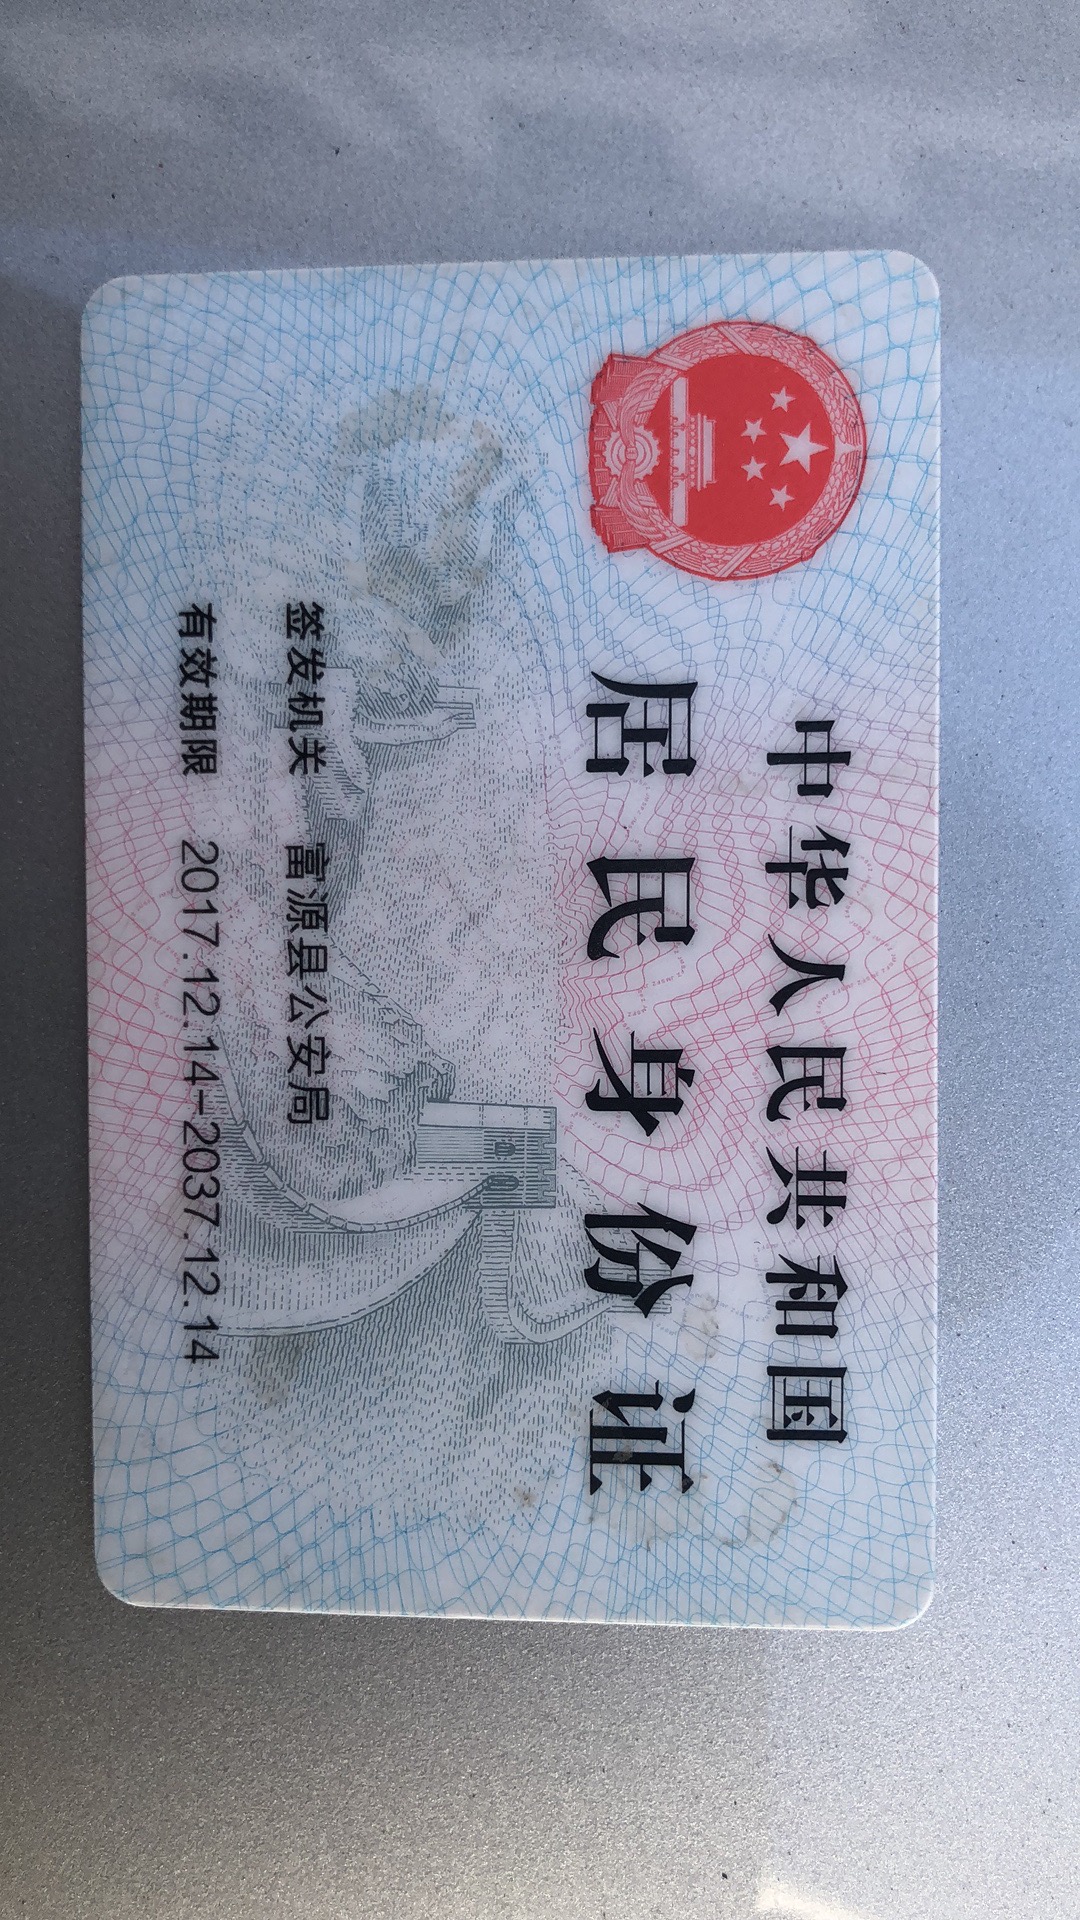 中华人民共和国
居民身份证
签发机关 富源县公安局
有效期限 2017.12.14-2037.12.14